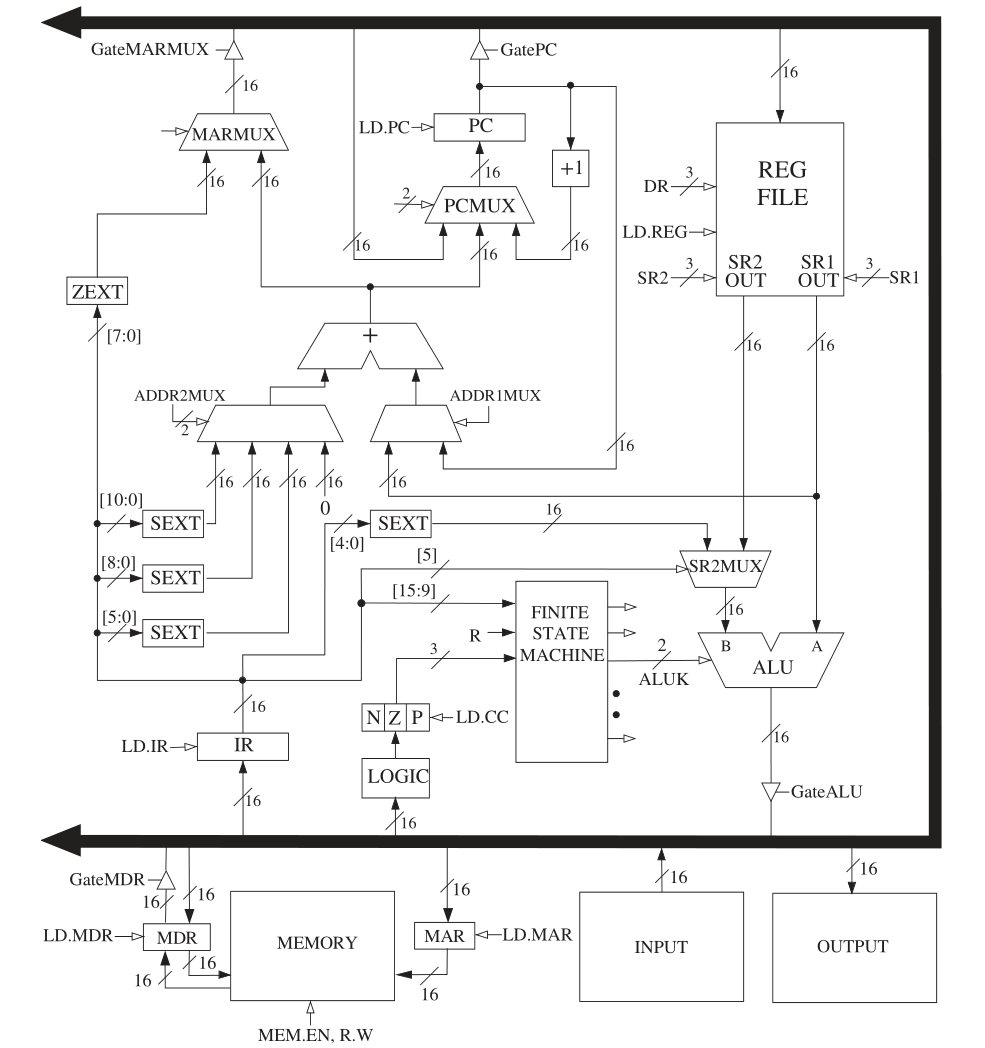 GateMARMUX
GatePC
16
16
MARMUX
LD.PC
PC
+1
REG
FILE
16
16
16
2
PCMUX
DR
3
LD.REG
16
16
16
SR2
3
SR2
OUT
SR1
OUT
3
SR1
ZEXT
[7:0]
+
16
16
ADDR2MUX
2
ADDR1MUX
16
16
16
16
16
16
0
[10:0]
SEXT
[4:0]
SEXT
16
[8:0]
SEXT
[5]
SR2MUX
[15:9]
16
[5:0]
SEXT
R
FINITE
STATE
MACHINE
3
2
ALUK
B
A
ALU
16
N Z P
LD.CC
16
LD.IR
IR
LOGIC
16
16
GateALU
GateMDR
16
16
16
16
16
LD.MDR
MDR
MEMORY
MAR
LD.MAR
INPUT
OUTPUT
16
16
16
MEM.EN, R.W